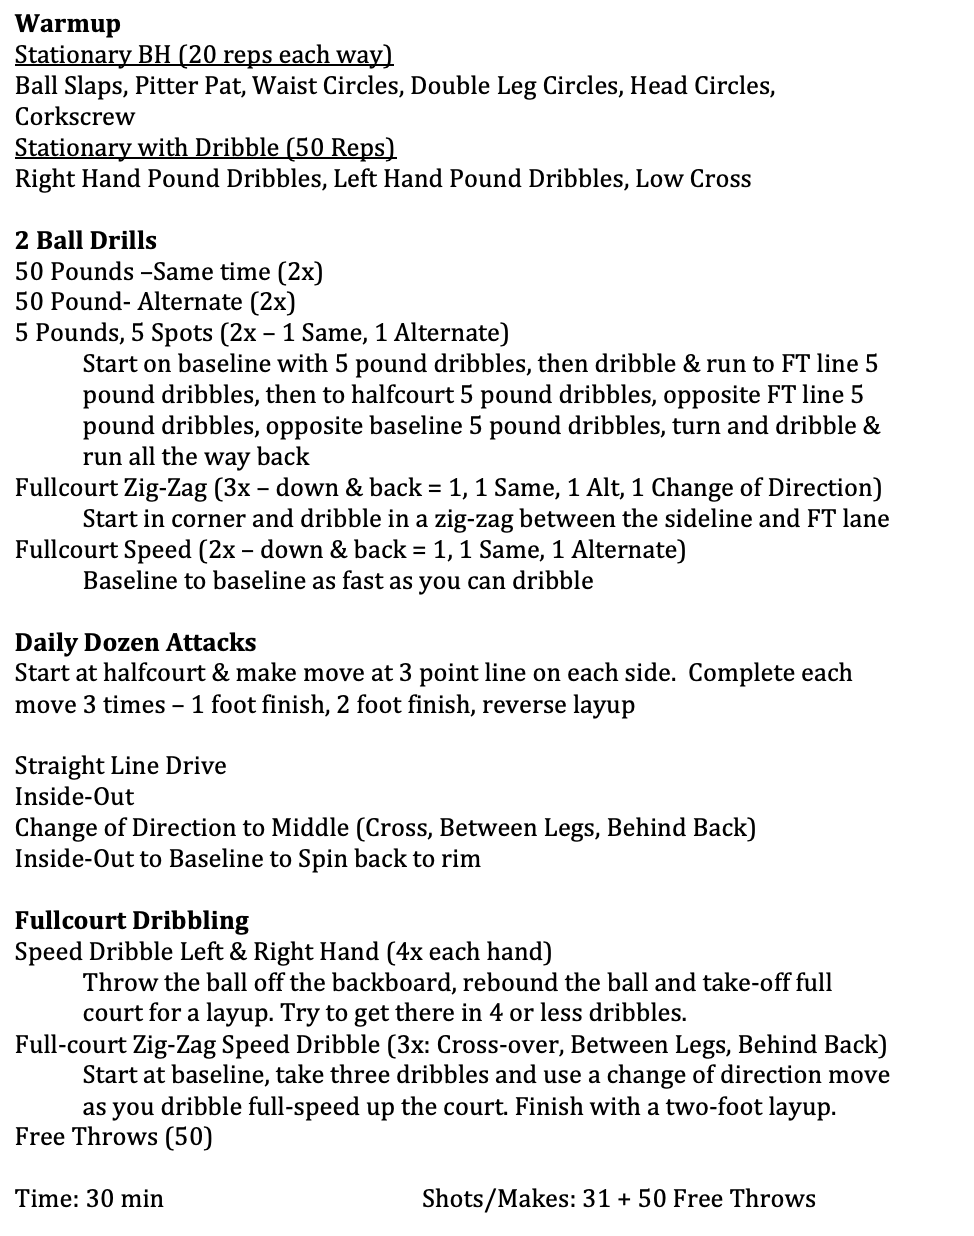 Warmup
Stationary BH (20 reps each way)
Ball Slaps, Pitter Pat, Waist Circles, Double Leg Circles, Head Circles,
Corkscrew
Stationary with Dribble (50 Reps)
Right Hand Pound Dribbles, Left Hand Pound Dribbles, Low Cross
2 Ball Drills
50 Pounds –Same time (2x)
50 Pound- Alternate (2x)
5 Pounds, 5 Spots (2x – 1 Same, 1 Alternate)
Start on baseline with 5 pound dribbles, then dribble & run to FT line 5
pound dribbles, then to halfcourt 5 pound dribbles, opposite FT line 5
pound dribbles, opposite baseline 5 pound dribbles, turn and dribble &
run all the way back
Fullcourt Zig-Zag (3x – down & back = 1, 1 Same, 1 Alt, 1 Change of Direction)
Start in corner and dribble in a zig-zag between the sideline and FT lane
Fullcourt Speed (2x – down & back = 1, 1 Same, 1 Alternate)
Baseline to baseline as fast as you can dribble
Daily Dozen Attacks
Start at halfcourt & make move at 3 point line on each side.  Complete each
move 3 times – 1 foot finish, 2 foot finish, reverse layup
Straight Line Drive
Inside-Out
Change of Direction to Middle (Cross, Between Legs, Behind Back)
Inside-Out to Baseline to Spin back to rim
Fullcourt Dribbling
Speed Dribble Left & Right Hand (4x each hand)
Throw the ball off the backboard, rebound the ball and take-off full
court for a layup. Try to get there in 4 or less dribbles.
Full-court Zig-Zag Speed Dribble (3x: Cross-over, Between Legs, Behind Back)
Start at baseline, take three dribbles and use a change of direction move
as you dribble full-speed up the court. Finish with a two-foot layup.
Free Throws (50)
Time: 30 min Shots/Makes: 31 + 50 Free Throws